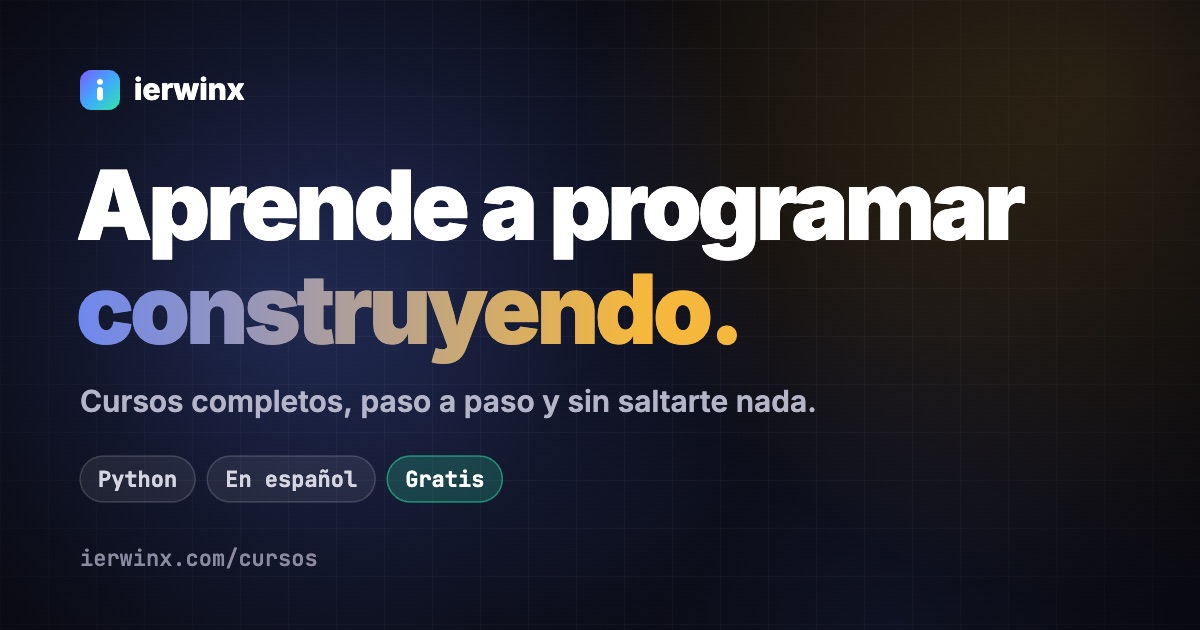 ierwinx
Aprende a programar
construyendo.
Cursos completos, paso a paso y sin saltarte nada.
Python En español Gratis
ierwinx.com/cursos